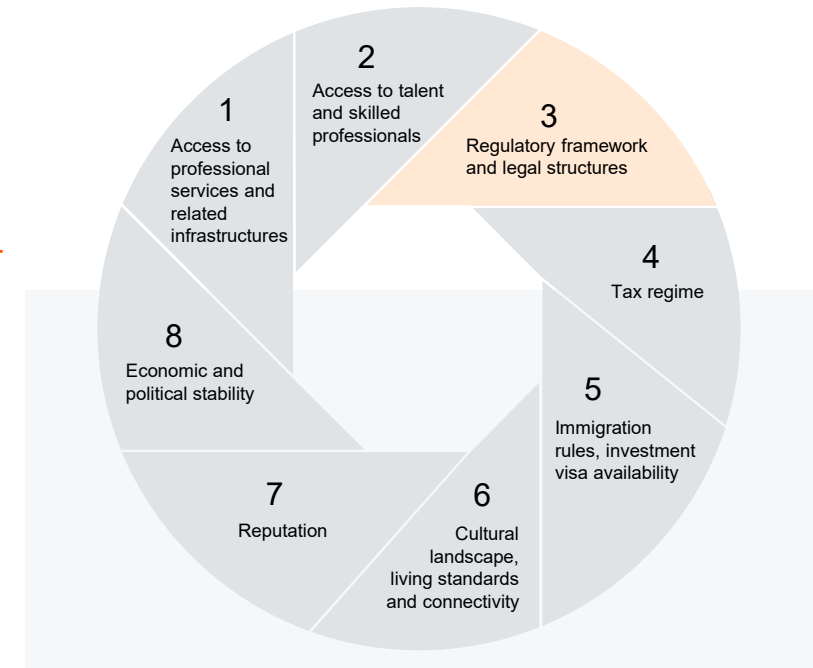 1
Access to
professional
services and
related
infrastructures
2
Access to talent
and skilled
professionals
3
Regulatory framework
and legal structures
4
Tax regime
5
Immigration
rules, investment
visa availability
6
Cultural
landscape,
living standards
and connectivity
7
Reputation
8
Economic and
political stability